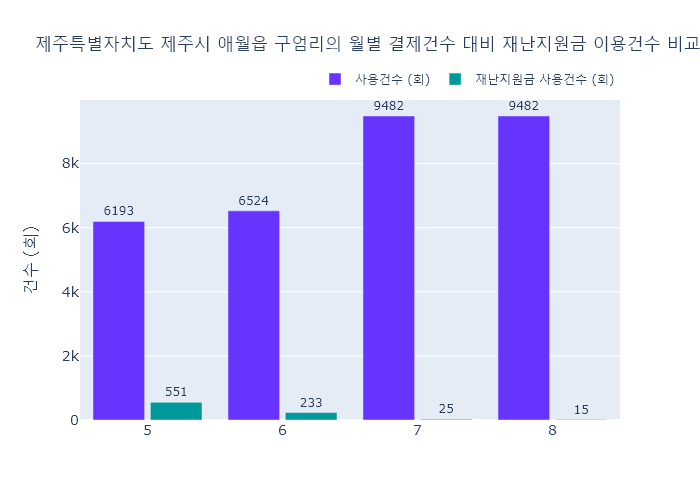 제주특별자치도 제주시 애월읍 구엄리의 월별 결제건수 대비 재난지원금 이용건수 비교
사용건수 (회)
재난지원금 사용건수 (회)
건수 (회)
8k
6k
4k
2k
0
6193
551
6524
233
9482
25
9482
15
5
6
7
8